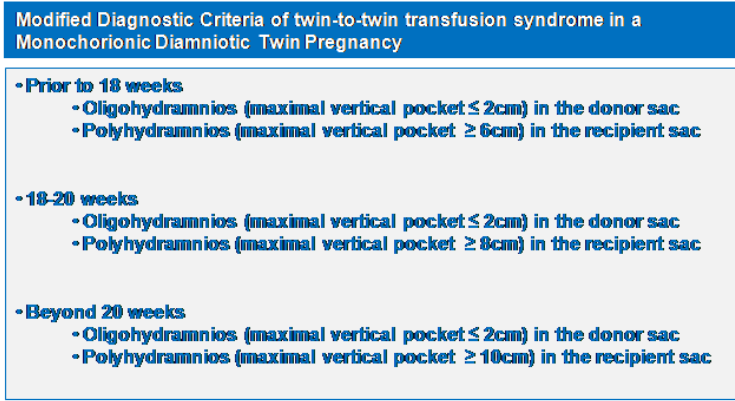 Modified Diagnostic Criteria of twin-to-twin transfusion syndrome in a
Monochorionic Diamniotic Twin Pregnancy
• Prior to 18 weeks
• Oligohydramnios (maximal vertical pocket ≤ 2cm) in the donor sac
• Polyhydramnios (maximal vertical pocket ≥ 6cm) in the recipient sac
• 18-20 weeks
• Oligohydramnios (maximal vertical pocket ≤ 2cm) in the donor sac
• Polyhydramnios (maximal vertical pocket ≥ 8cm) in the recipient sac
• Beyond 20 weeks
• Oligohydramnios (maximal vertical pocket ≤ 2cm) in the donor sac
• Polyhydramnios (maximal vertical pocket ≥ 10cm) in the recipient sac